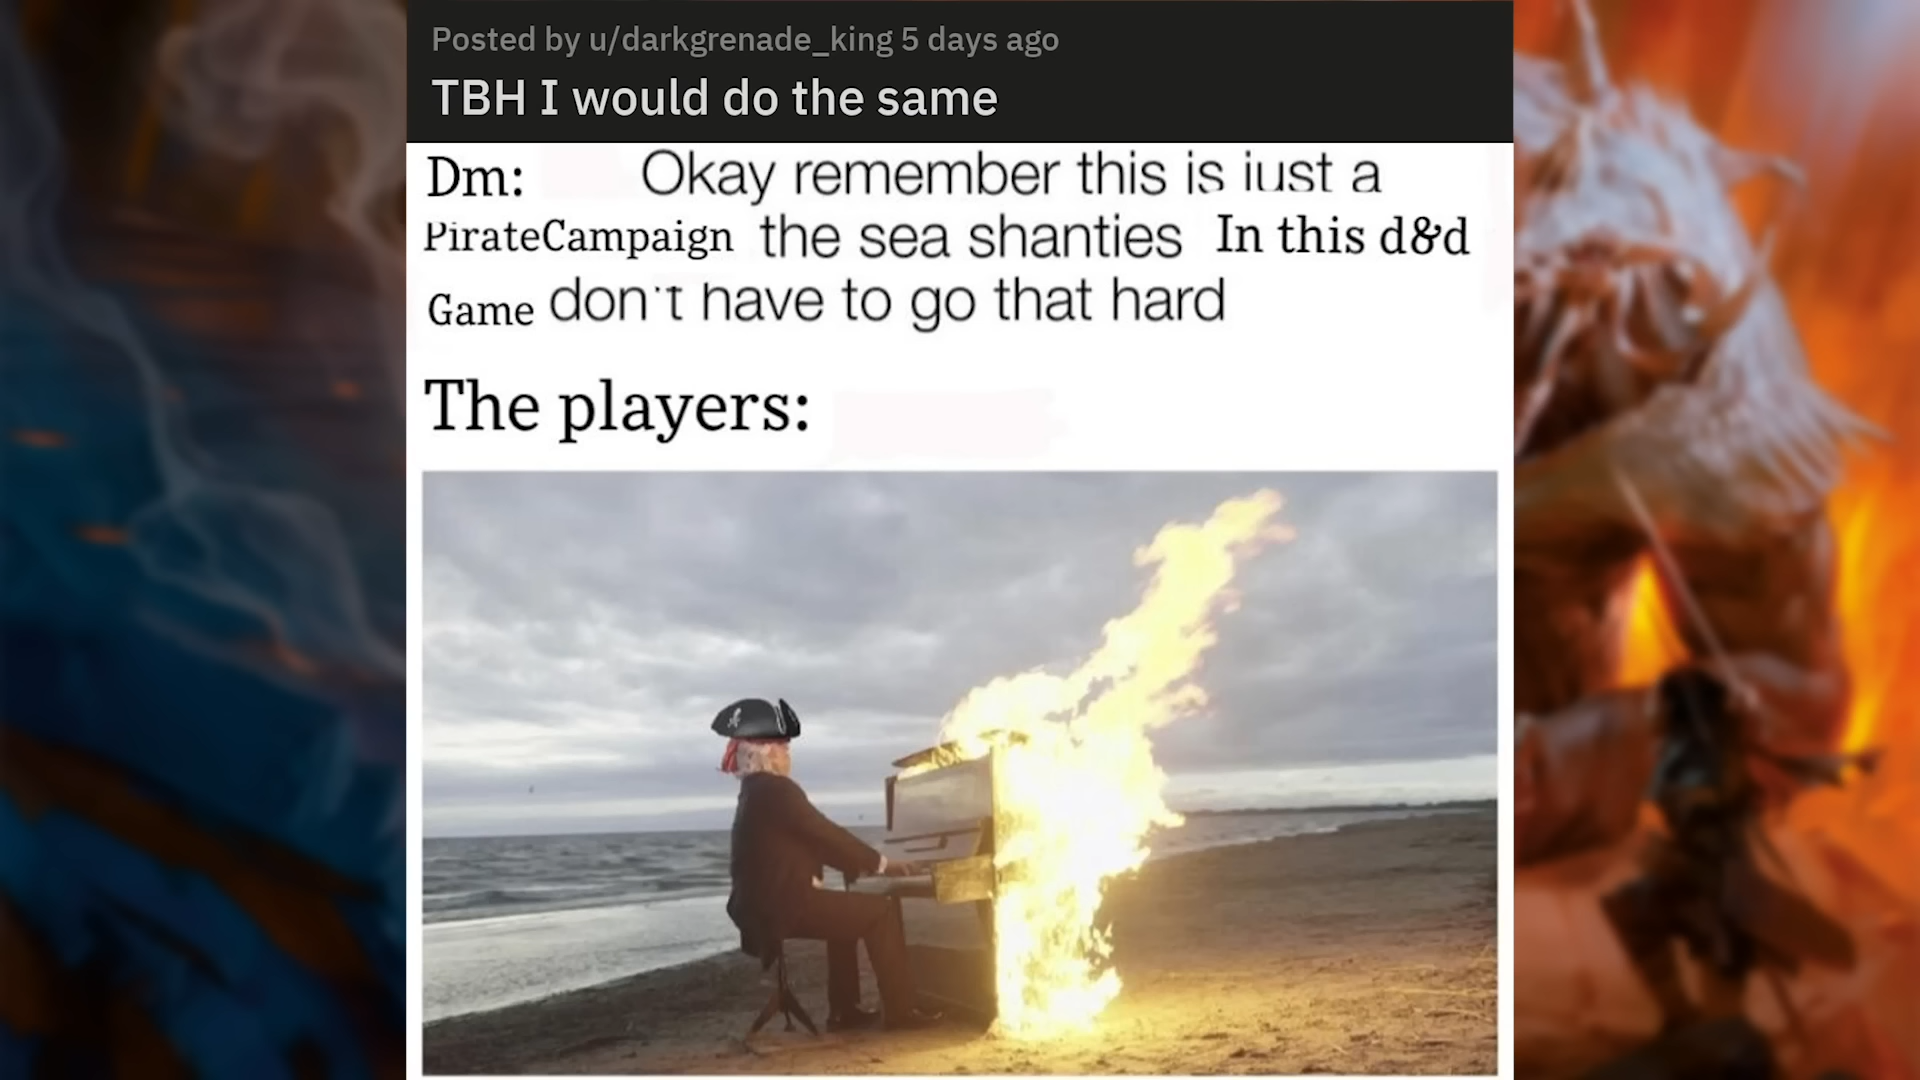 Posted by u/darkgrenade_king 5 days ago
TBH I would do the same
Dm: Okay remember this is just a
PirateCampaign the sea shanties In this d&d
Game don't have to go that hard
The players: